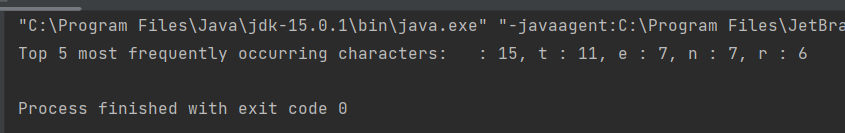 "C:\Program Files\Java\jdk-15.0.1\bin\java.exe" "-javaagent:C:\Program Files\JetBra
Top 5 most frequently occurring characters:   : 15, t : 11, e : 7, n : 7, r : 6
Process finished with exit code 0